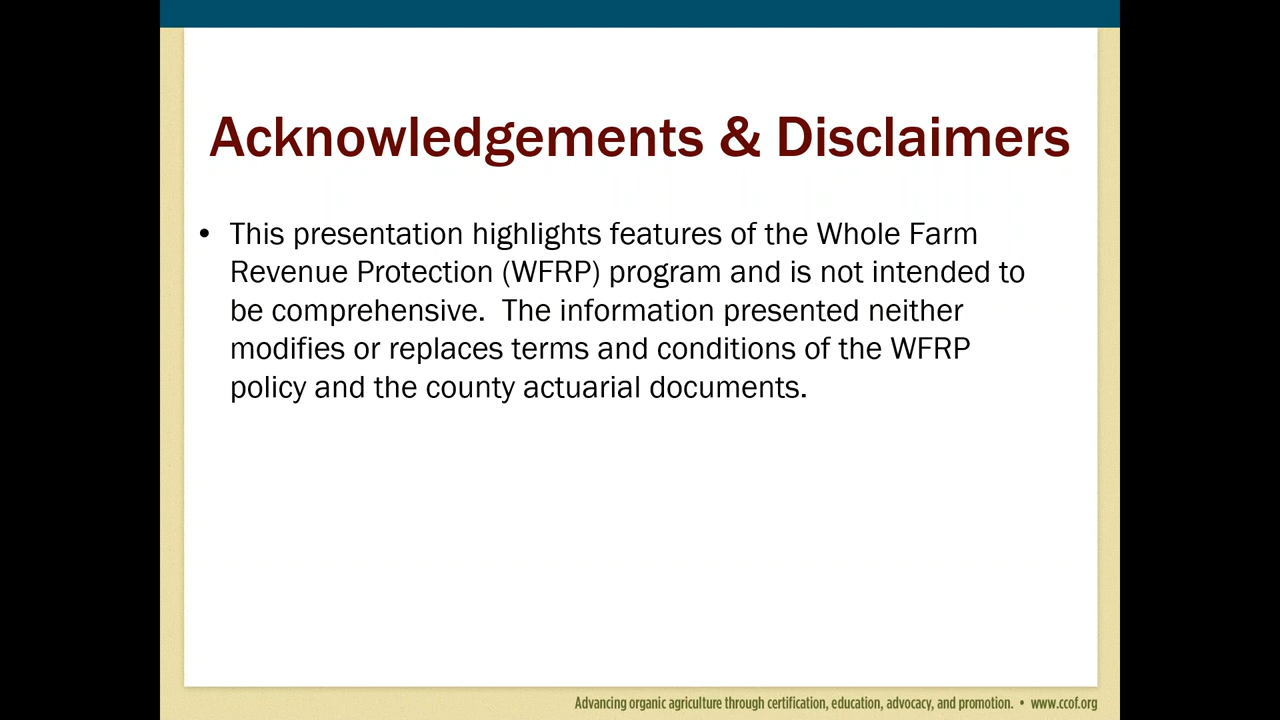 Acknowledgements & Disclaimers
• This presentation highlights features of the Whole Farm
Revenue Protection (WFRP) program and is not intended to
be comprehensive.  The information presented neither
modifies or replaces terms and conditions of the WFRP
policy and the county actuarial documents.
Advancing organic agriculture through certification, education, advocacy, and promotion. • www.ccof.org